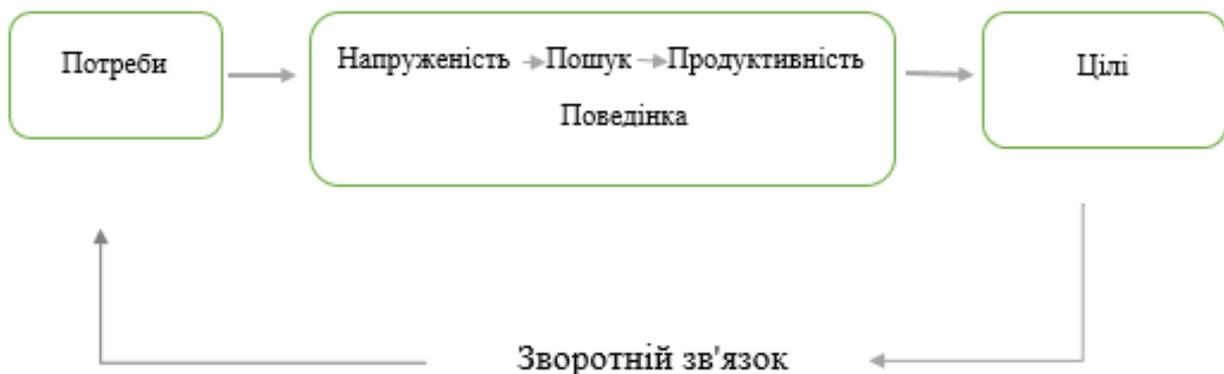 Потреби
Напруженість Пошук Продуктивність
Поведінка
Цілі
Зворотній зв'язок